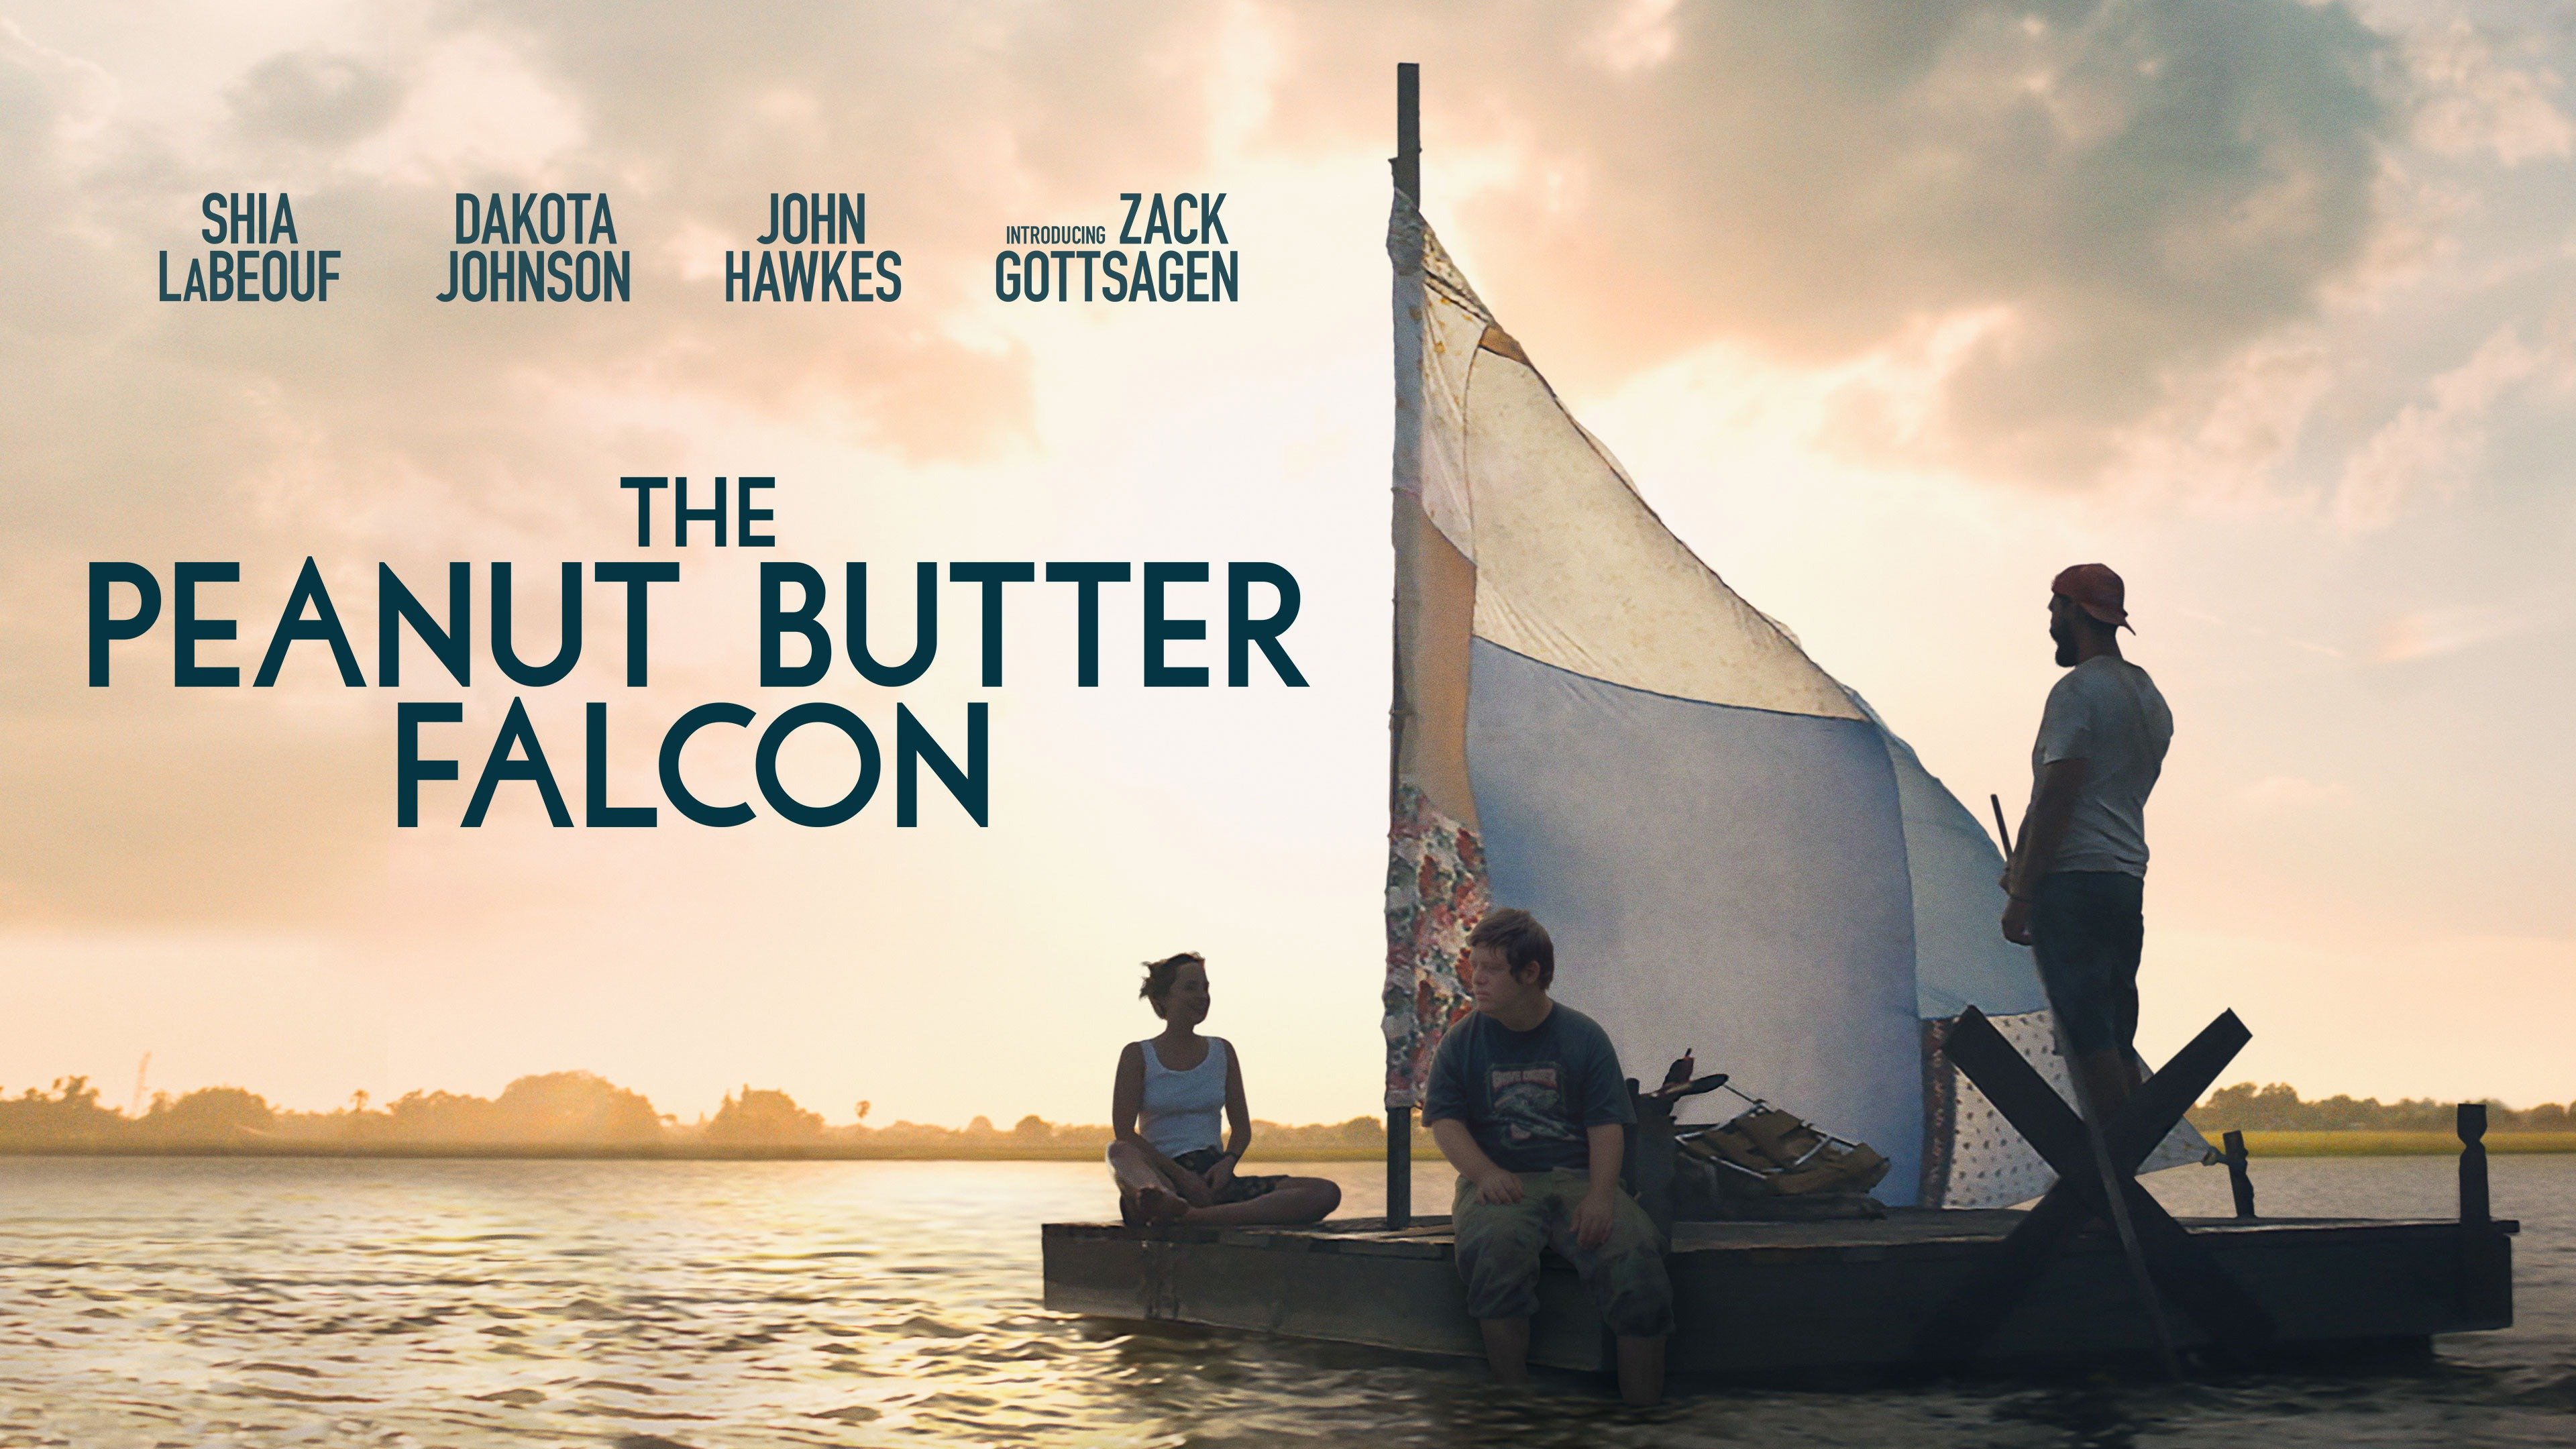 SHIA
LaBEOUF
DAKOTA
JOHNSON
JOHN
HAWKES
INTRODUCING ZACK
GOTTSAGEN
THE
PEANUT BUTTER
FALCON